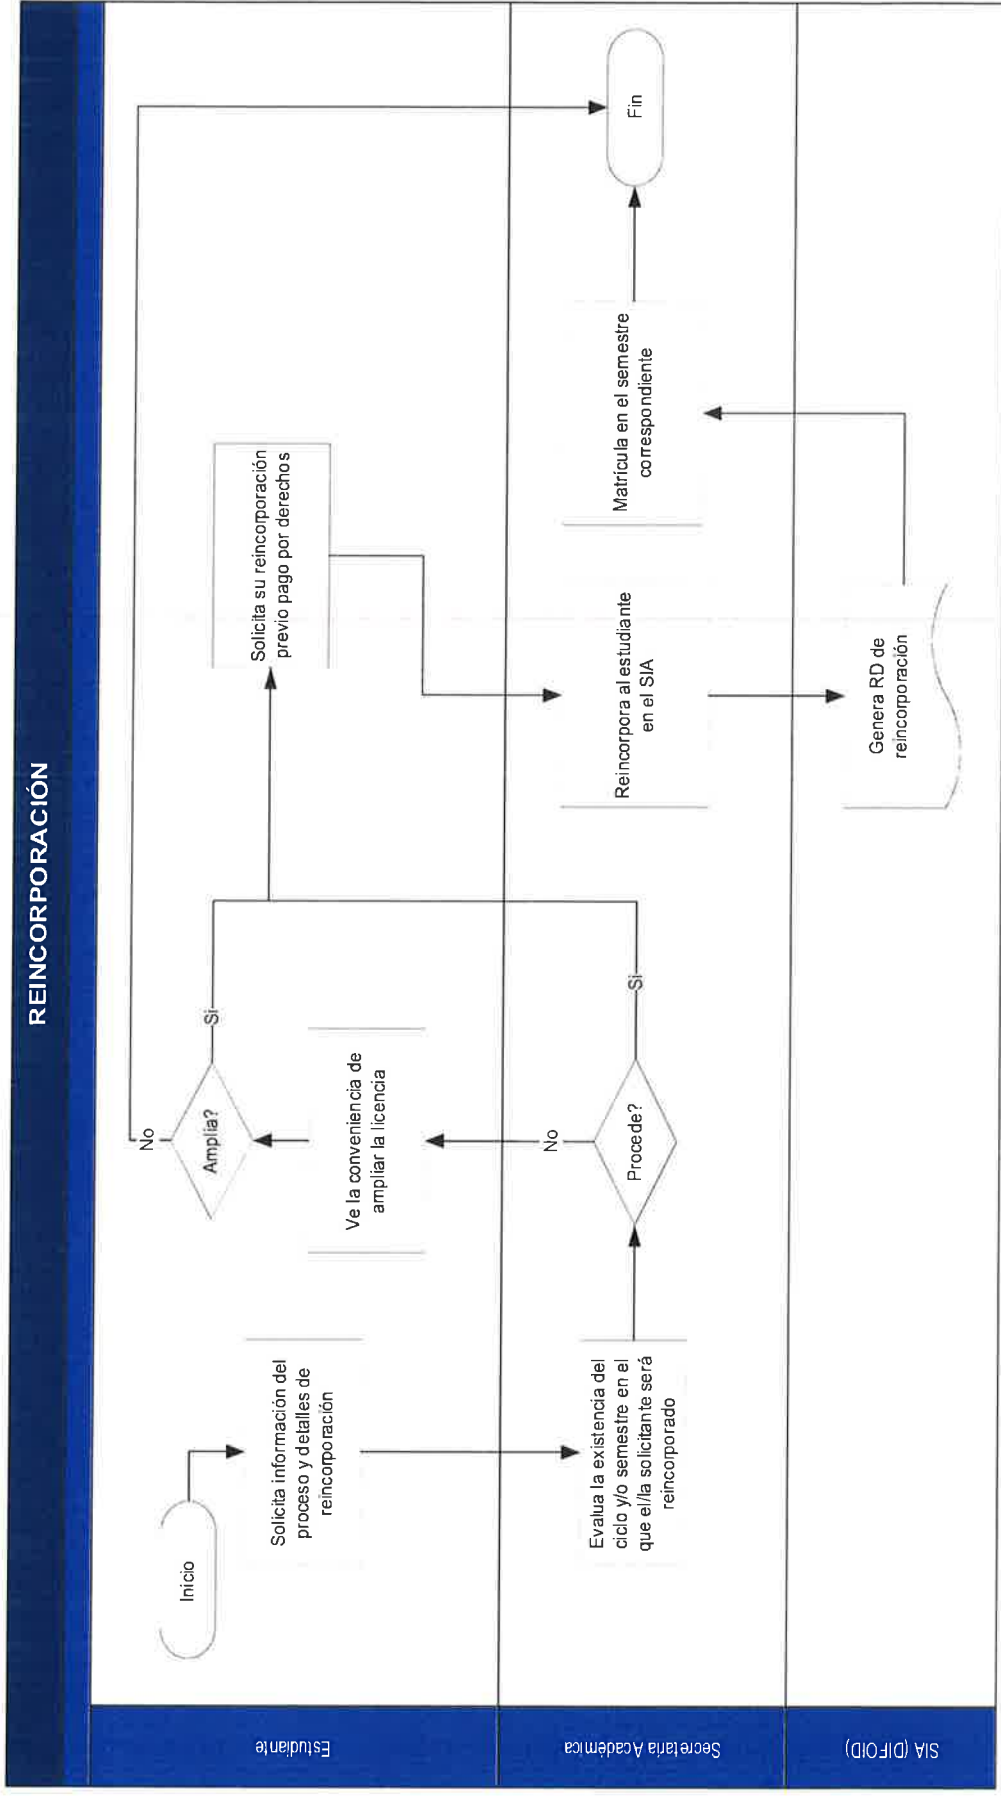 REINCORPORACIÓN
Estudiante
Inicio
Solicita información del
proceso y detalles de
reincorporación
Ve la conveniencia de
ampliar la licencia
Amplia?
No
Si
Solicita su reincorporación
previo pago por derechos
Secretaría Académica
Evalua la existencia del
ciclo y/o semestre en el
que el/la solicitante será
reincorporado
Procede?
No
Si
Reincorpora al estudiante
en el SIA
Matrícula en el semestre
correspondiente
Fin
SIA (DIFOID)
Genera RD de
reincorporación